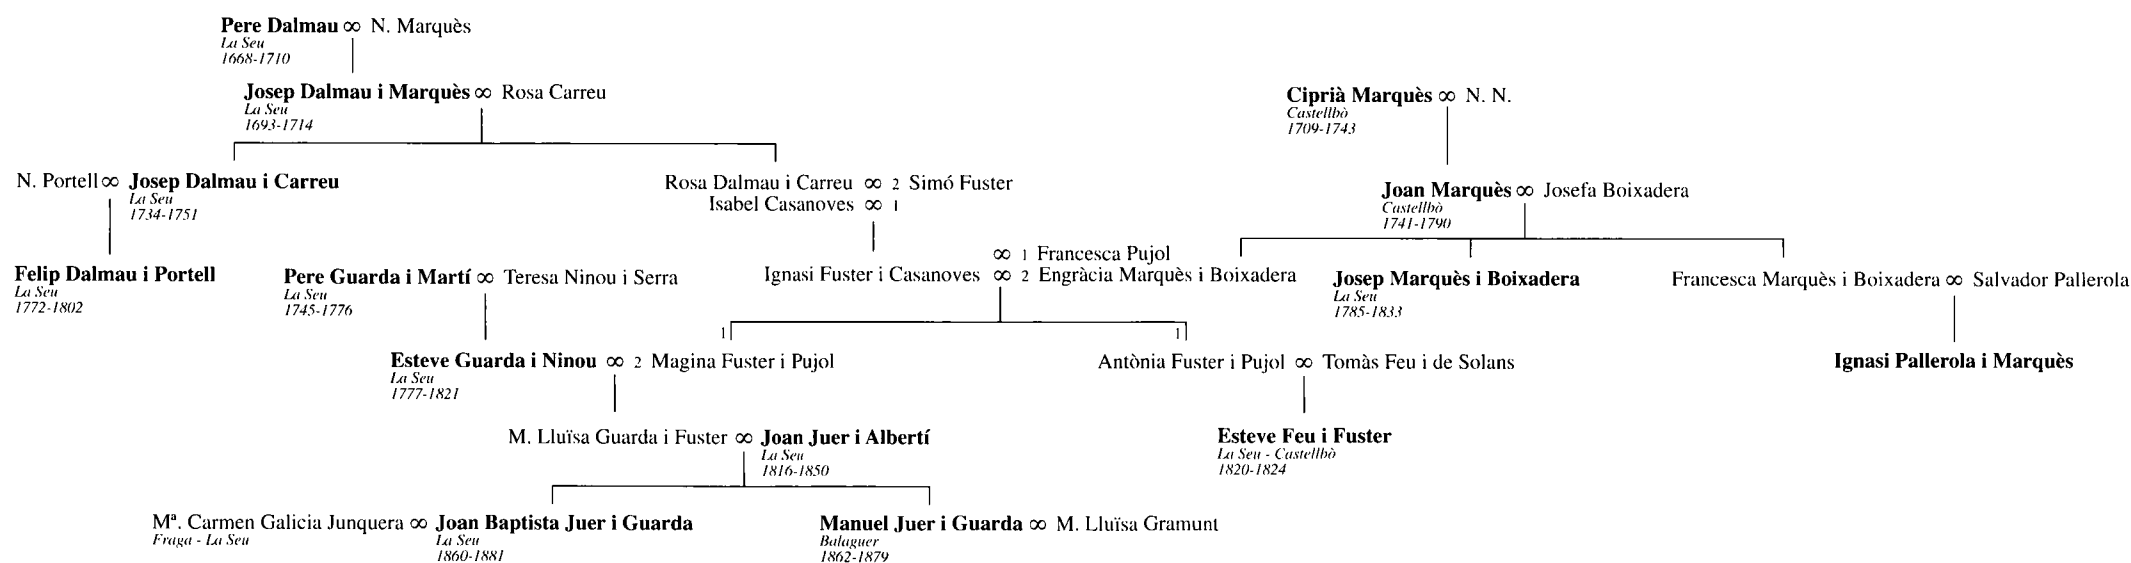 Pere Dalmau ∞ N. Marquès
La Seu
1668-1710
Josep Dalmau i Marquès ∞ Rosa Carreu
La Seu
1693-1714
Ciprià Marquès ∞ N. N.
Castellbò
1709-1743
N. Portell ∞ Josep Dalmau i Carreu
La Seu
1734-1751
Rosa Dalmau i Carreu ∞ 2 Simó Fuster
Isabel Casanoves ∞ 1
Joan Marquès ∞ Josefa Boixadera
Castellbò
1741-1790
Felip Dalmau i Portell
La Seu
1772-1802
Pere Guarda i Martí ∞ Teresa Ninou i Serra
La Seu
1745-1776
∞ 1 Francesca Pujol
Ignasi Fuster i Casanoves ∞ 2 Engràcia Marquès i Boixadera
Josep Marquès i Boixadera
La Seu
1785-1833
Francesca Marquès i Boixadera ∞ Salvador Pallerola
1
1
Esteve Guarda i Ninou ∞ 2 Magina Fuster i Pujol
La Seu
1777-1821
Antònia Fuster i Pujol ∞ Tomàs Feu i de Solans
Ignasi Pallerola i Marquès
M. Lluïsa Guarda i Fuster ∞ Joan Juer i Albertí
La Seu
1816-1850
Esteve Feu i Fuster
La Seu - Castellbò
1820-1824
Mª. Carmen Galicia Junquera ∞ Joan Baptista Juer i Guarda
Fraga - La Seu
La Seu
1860-1881
Manuel Juer i Guarda ∞ M. Lluïsa Gramunt
Balaguer
1862-1879